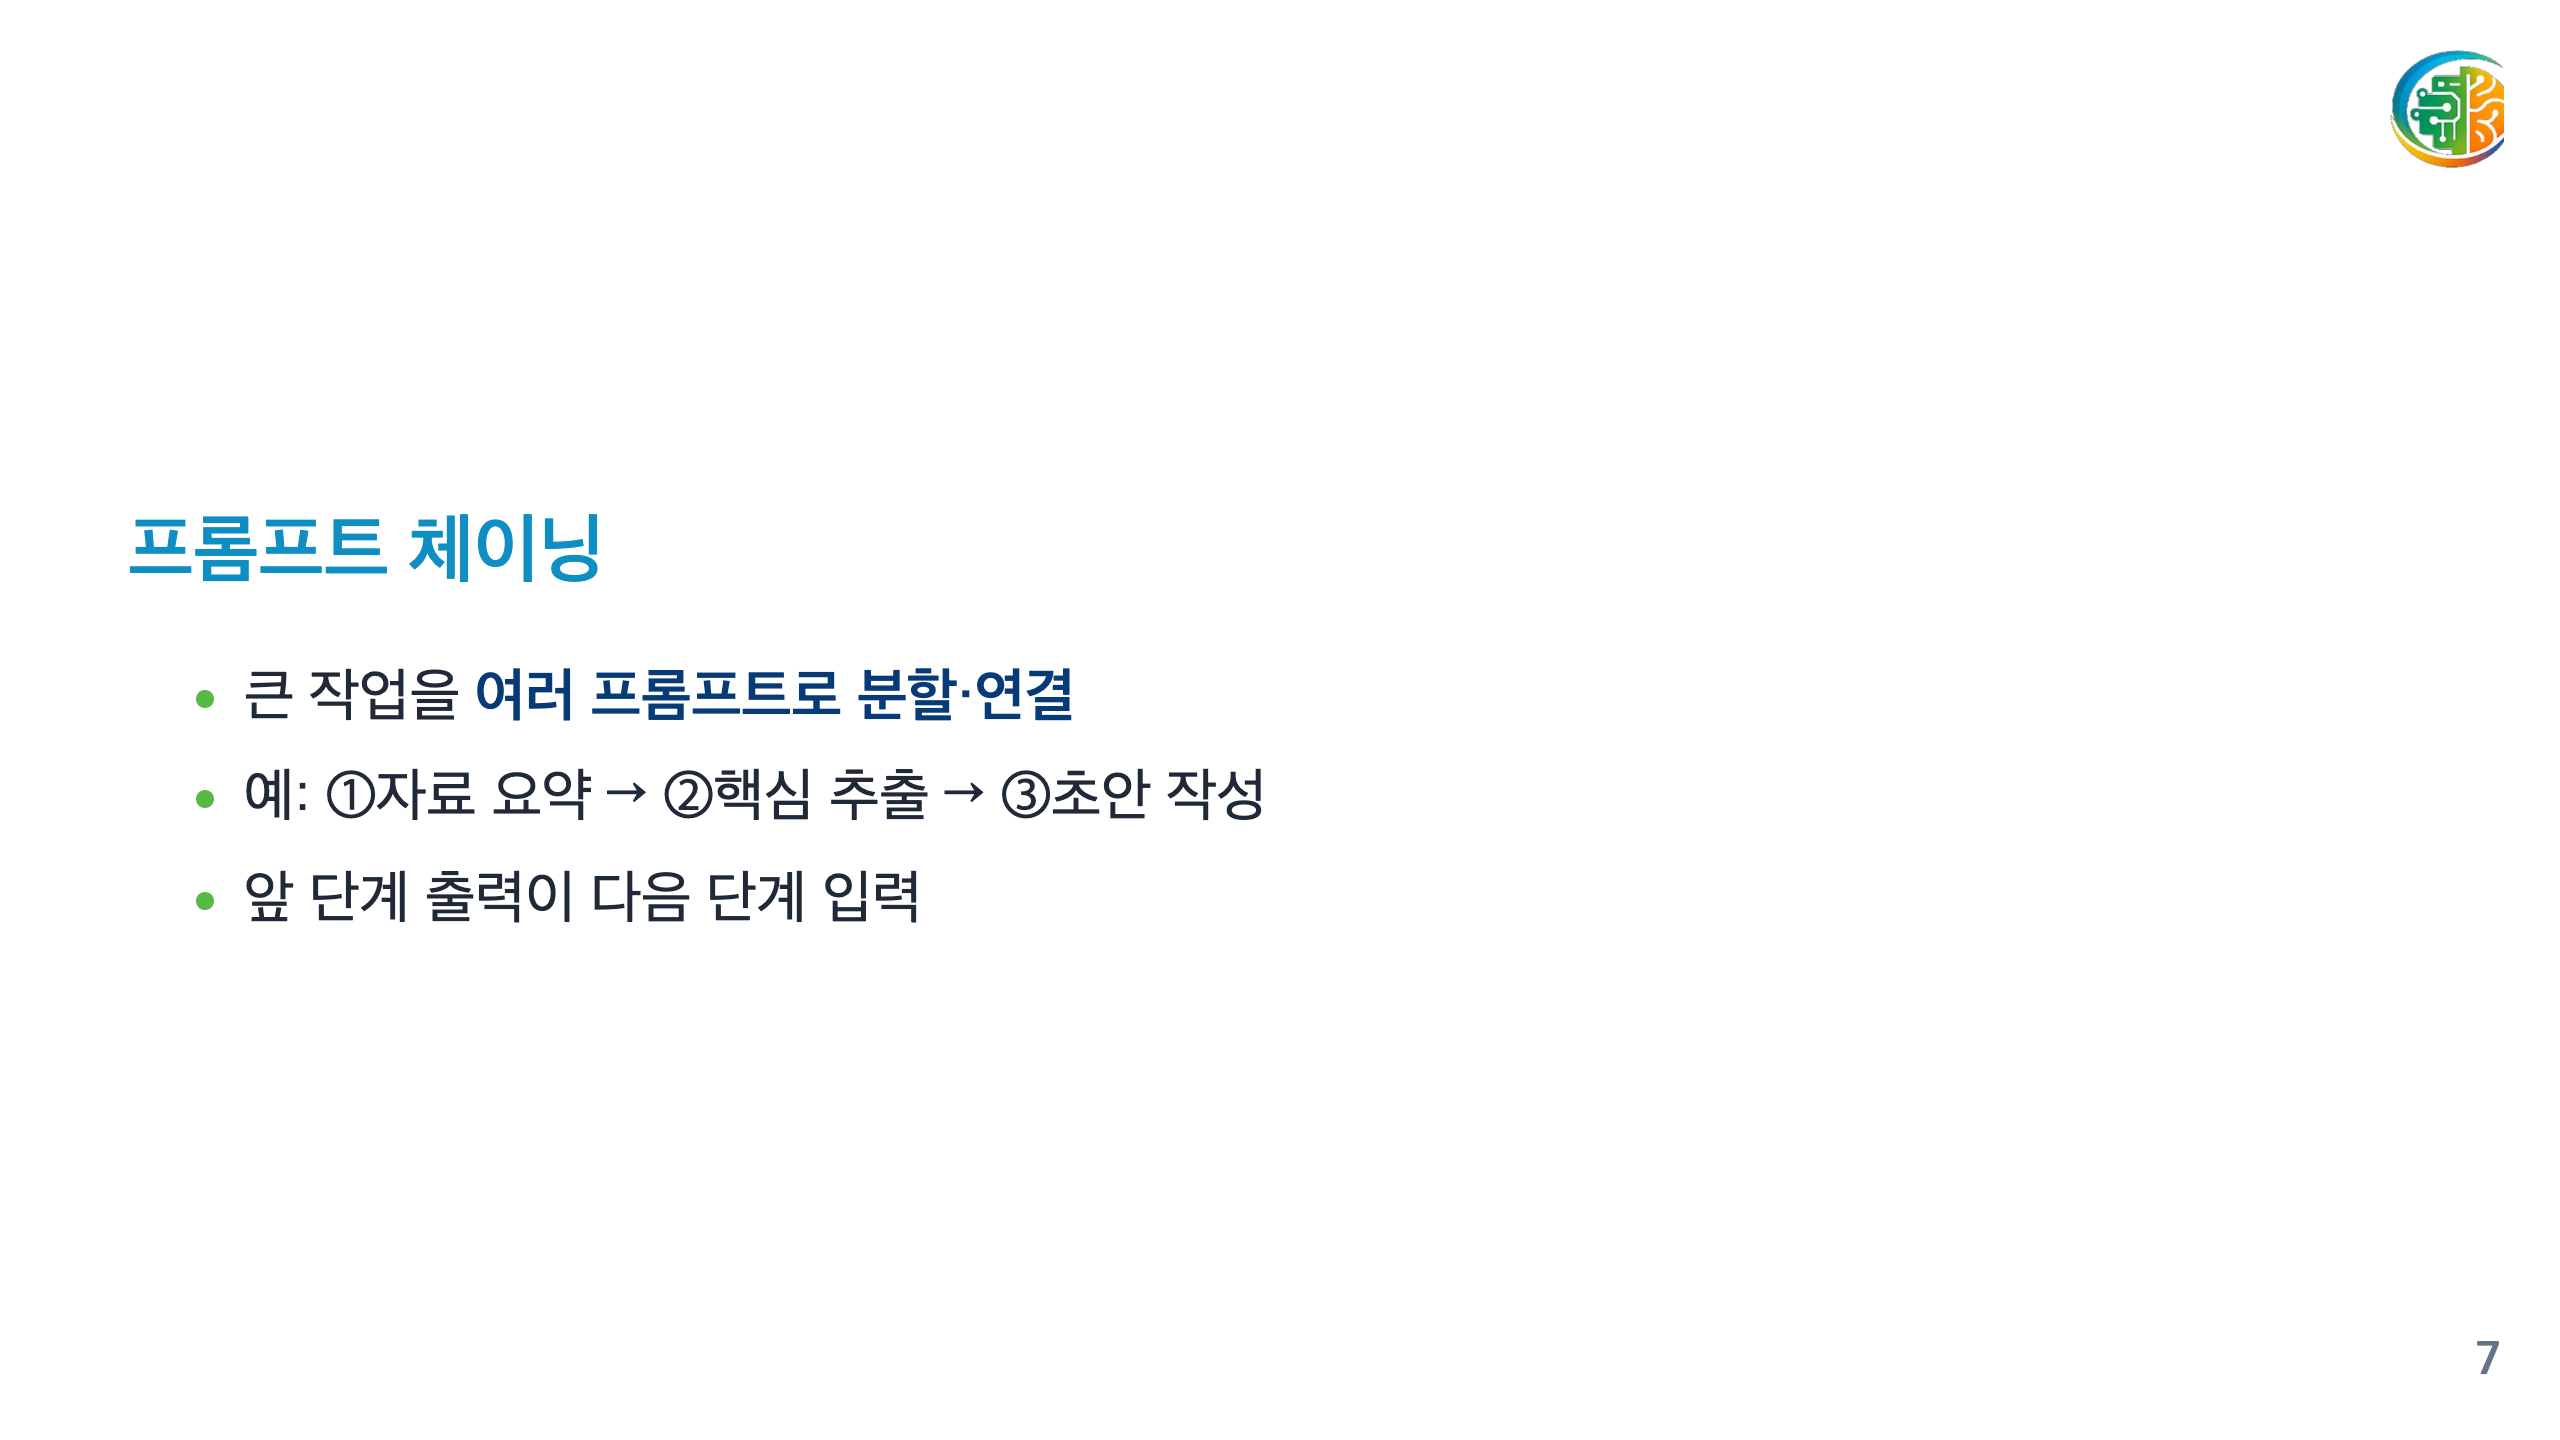 프롬프트 체이닝
• 큰 작업을 여러 프롬프트로 분할·연결
• 예: ①자료 요약 → ②핵심 추출 → ③초안 작성
• 앞 단계 출력이 다음 단계 입력
7